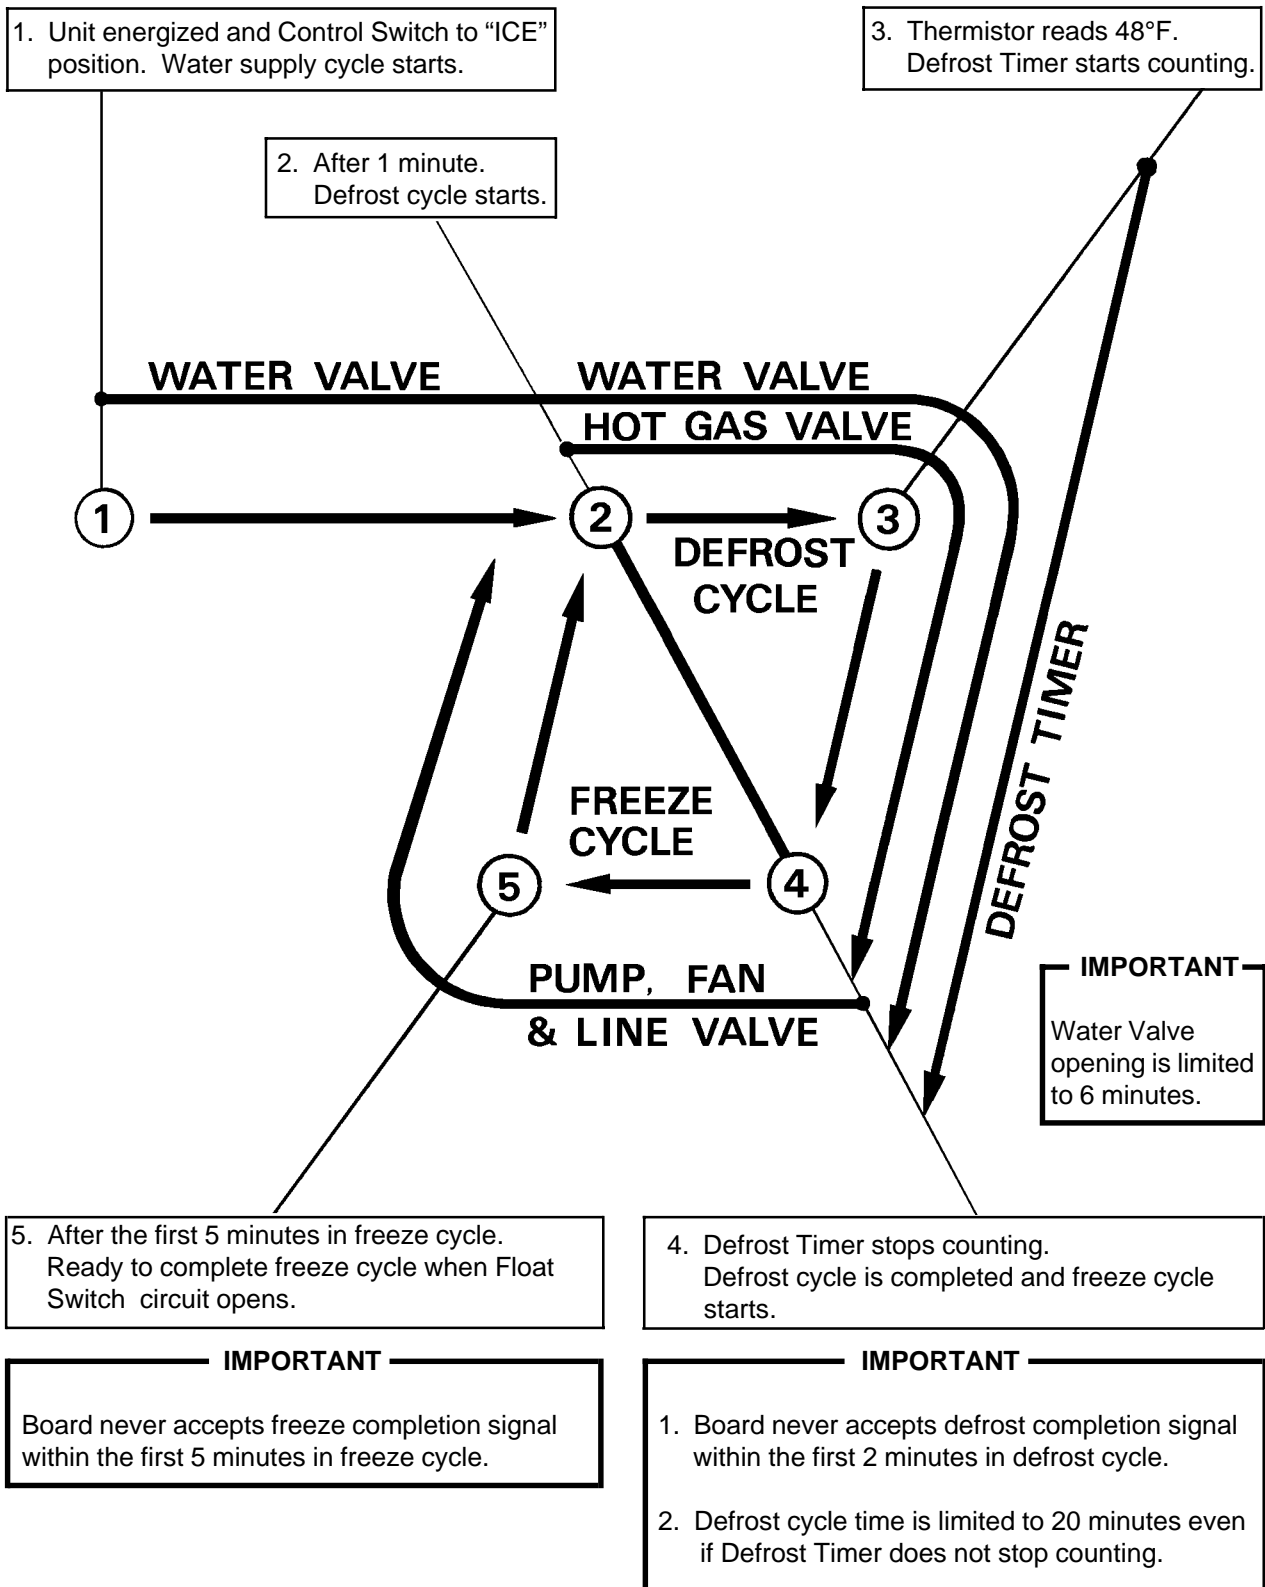 1. Unit energized and Control Switch to “ICE”
position. Water supply cycle starts.
3. Thermistor reads 48°F.
Defrost Timer starts counting.
2. After 1 minute.
Defrost cycle starts.
WATER VALVE WATER VALVE
HOT GAS VALVE
1
2
3
DEFROST
CYCLE
DEFROST TIMER
FREEZE
CYCLE
5
4
PUMP, FAN
& LINE VALVE
IMPORTANT
Water Valve
opening is limited
to 6 minutes.
5. After the first 5 minutes in freeze cycle.
Ready to complete freeze cycle when Float
Switch circuit opens.
4. Defrost Timer stops counting.
Defrost cycle is completed and freeze cycle
starts.
IMPORTANT
Board never accepts freeze completion signal
within the first 5 minutes in freeze cycle.
IMPORTANT
1. Board never accepts defrost completion signal
within the first 2 minutes in defrost cycle.
2. Defrost cycle time is limited to 20 minutes even
if Defrost Timer does not stop counting.